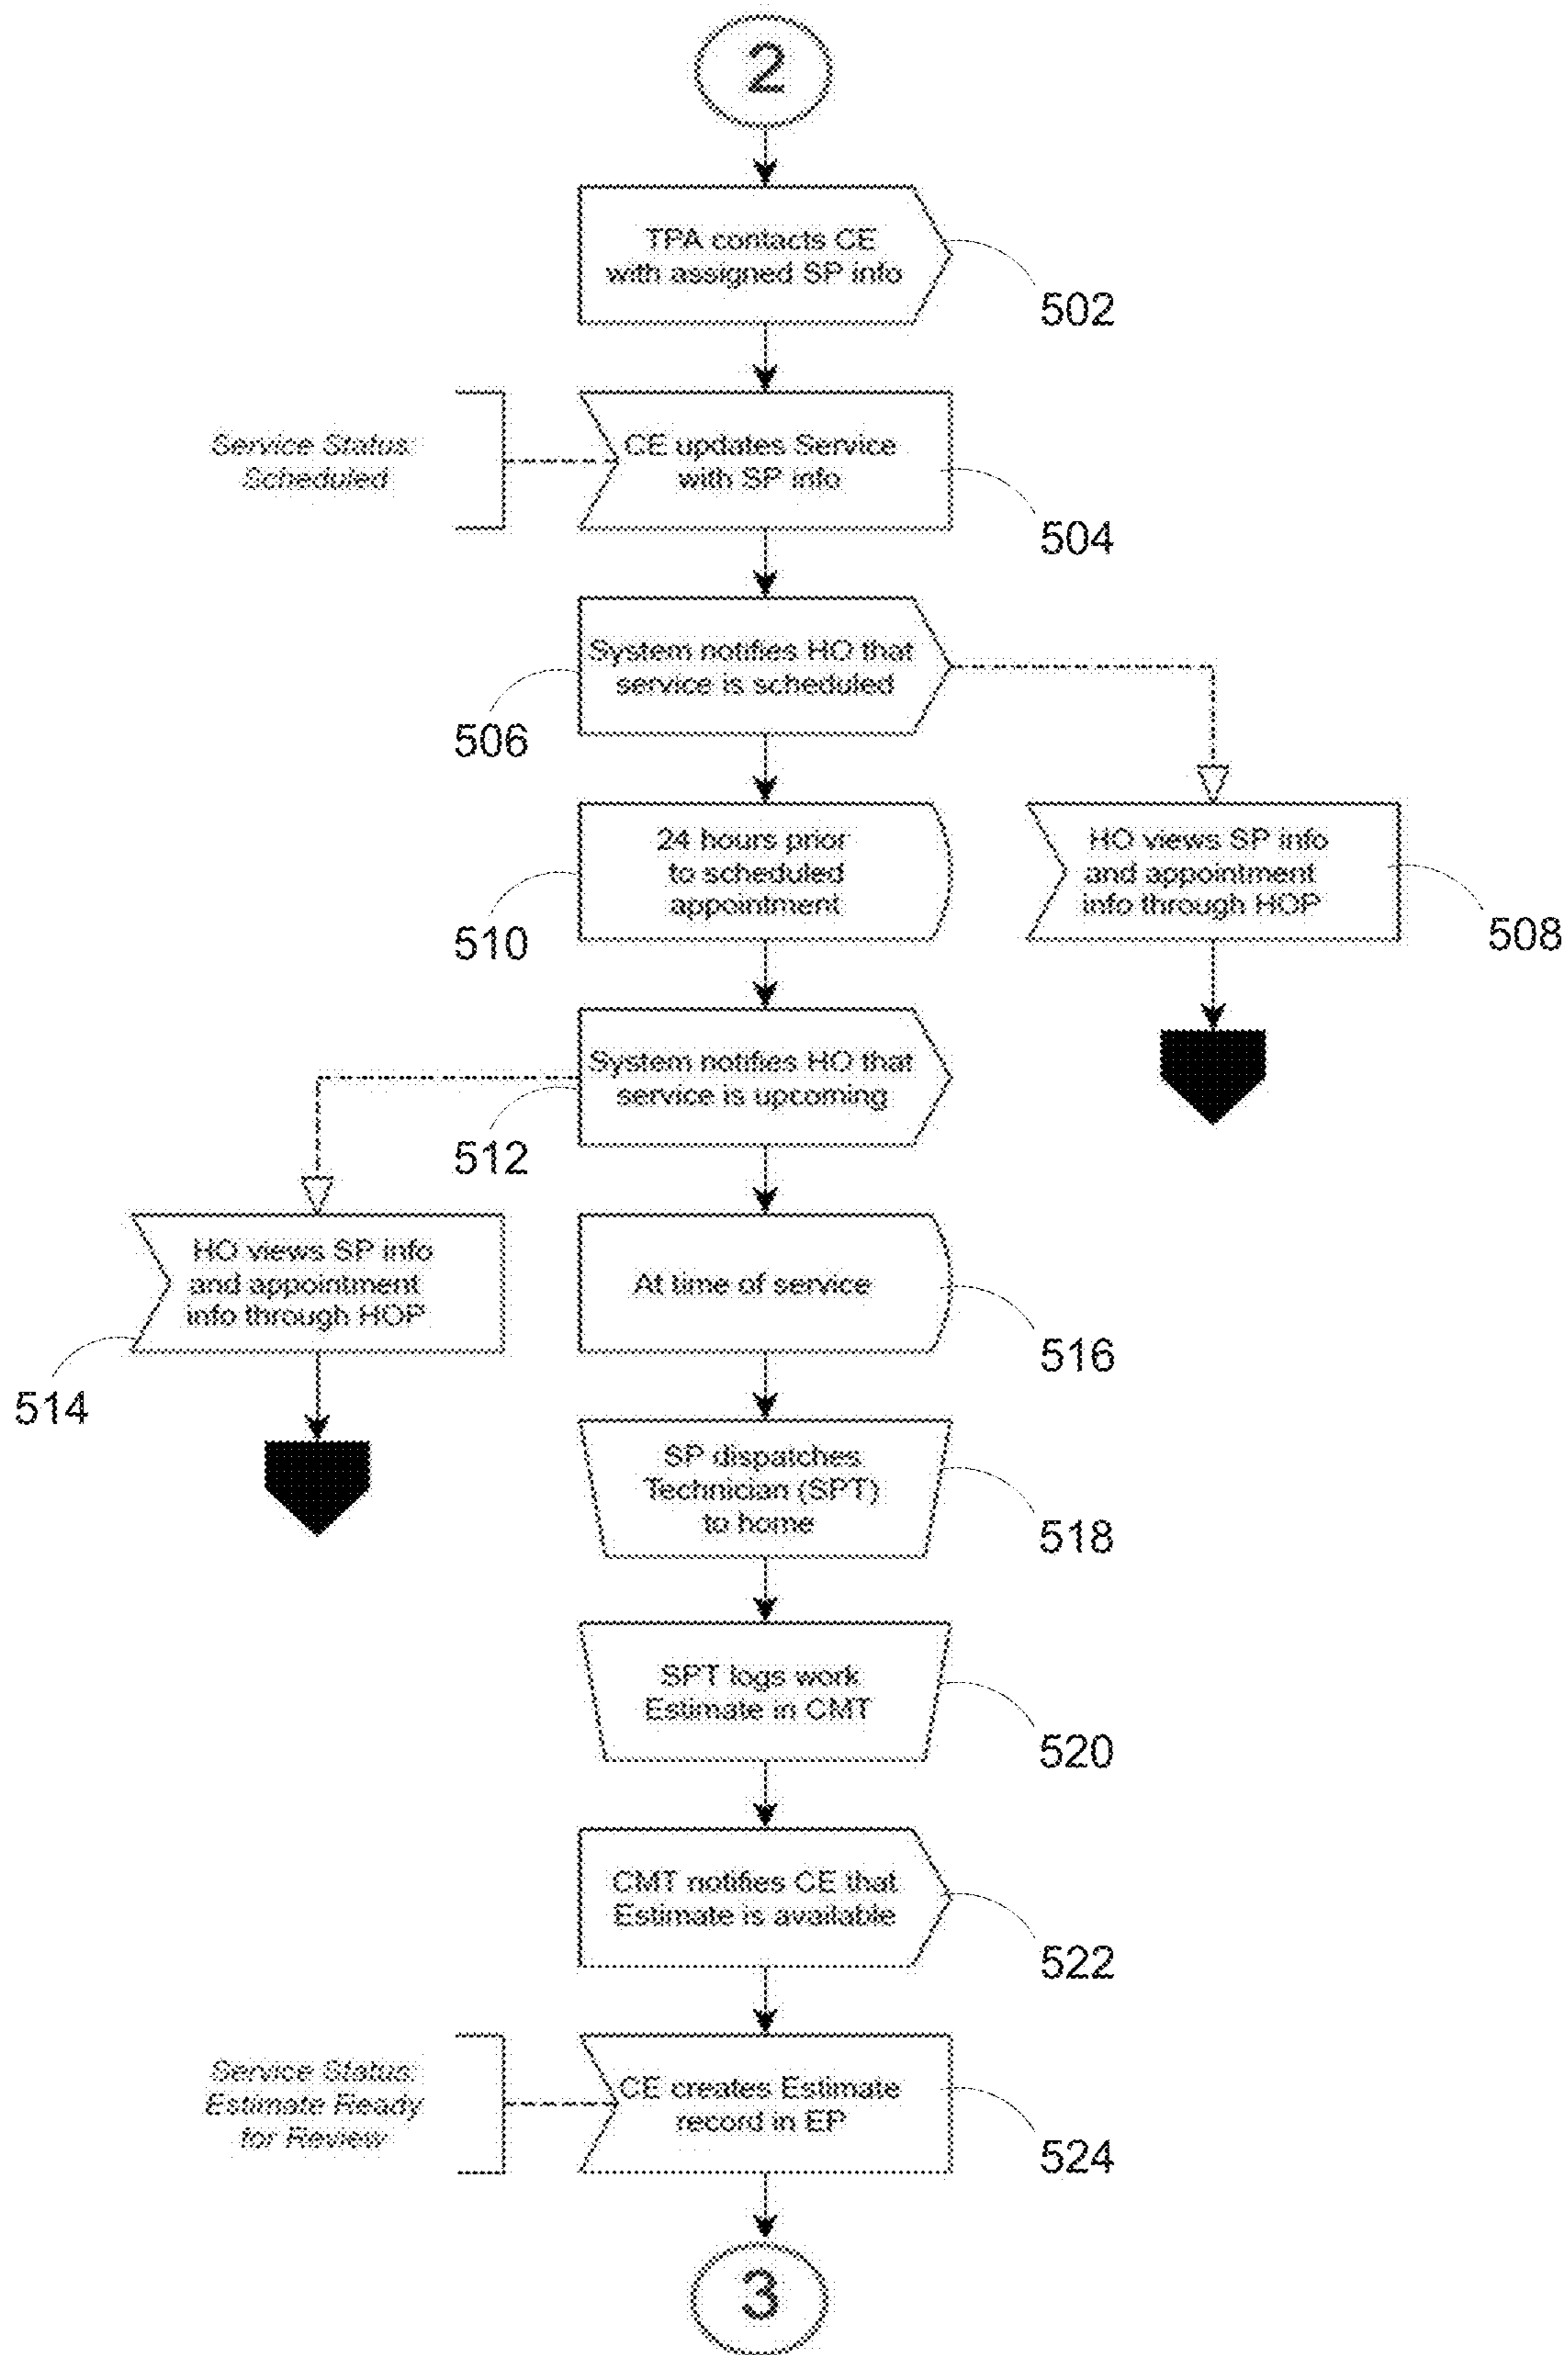 2
TPA contacts CE
with assigned SP info
502
Service Status:
Scheduled
CE updates Service
with SP info
504
System notifies HO that
service is scheduled
506
24 hours prior
to scheduled
appointment
510
HO views SP info
and appointment
info through HOP
508
System notifies HO that
service is upcoming
512
HO views SP info
and appointment
info through HOP
514
At time of service
516
SP dispatches
Technician (SPT)
to home
518
SPT logs work
Estimate in CMT
520
CMT notifies CE that
Estimate is available
522
Service Status:
Estimate Ready
for Review
CE creates Estimate
record in EP
524
3